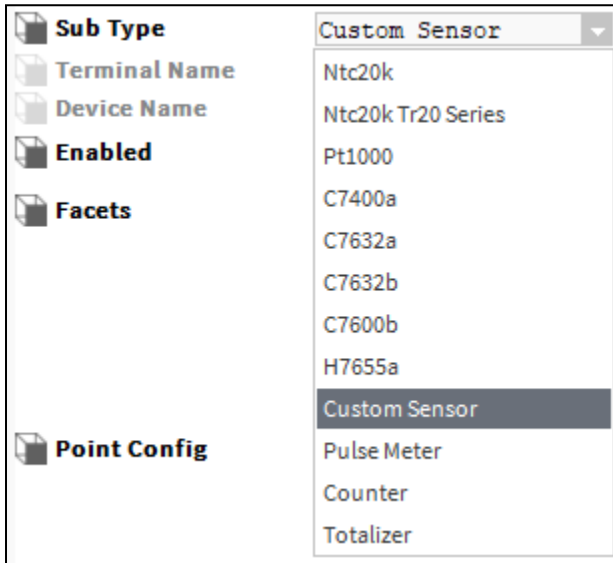 Sub Type
Custom Sensor
Terminal Name
Ntc20k
Device Name
Ntc20k Tr20 Series
Enabled
Pt1000
C7400a
Facets
C7632a
C7632b
C7600b
H7655a
Custom Sensor
Point Config
Pulse Meter
Counter
Totalizer